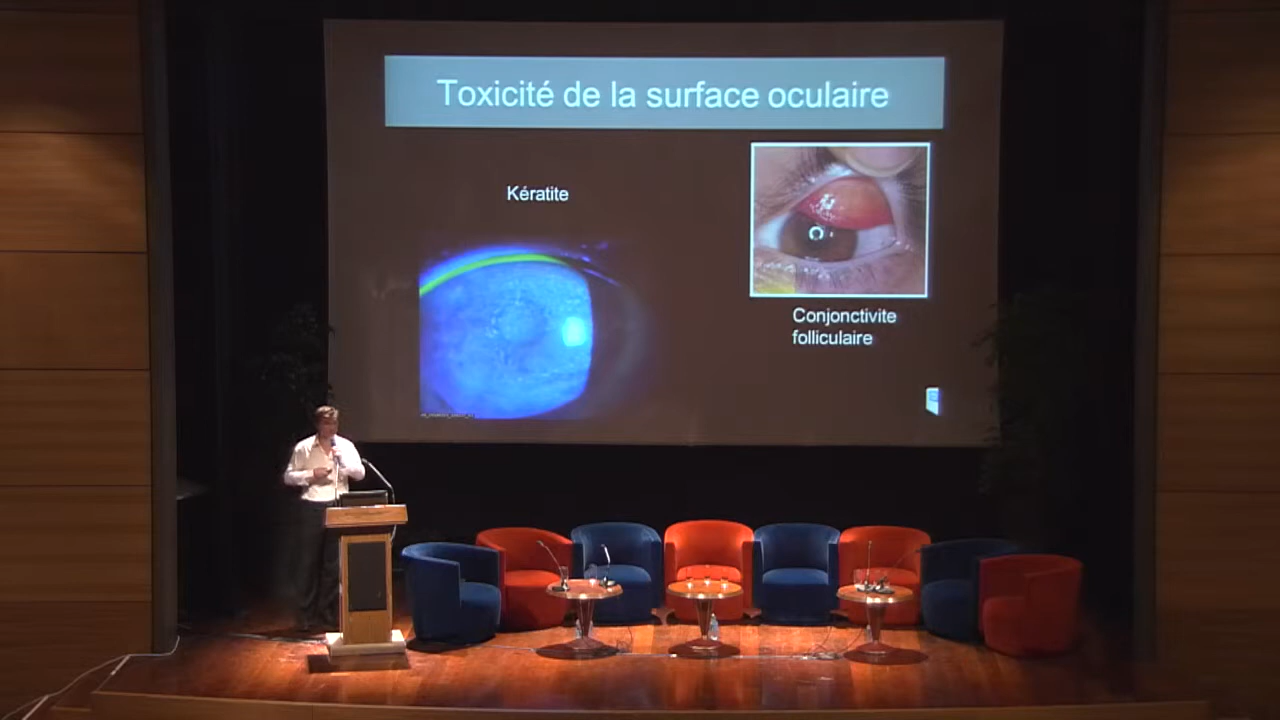 Toxicité de la surface oculaire
Kératite
Conjonctivite
folliculaire